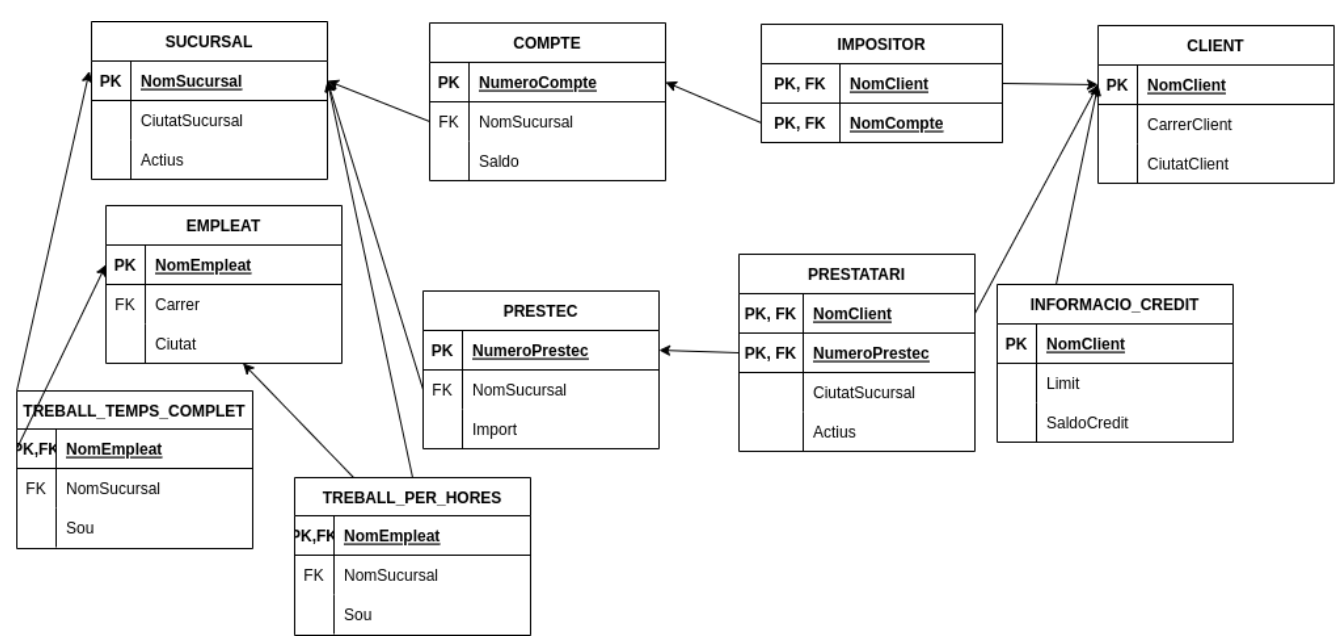 SUCURSAL
PK NomSucursal
CiutatSucursal
Actius
COMPTE
PK NumeroCompte
FK NomSucursal
Saldo
IMPOSITOR
PK, FK NomClient
PK, FK NomCompte
CLIENT
PK NomClient
CarrerClient
CiutatClient
EMPLEAT
PK NomEmpleat
FK Carrer
Ciutat
PRESTEC
PK NumeroPrestec
FK NomSucursal
Import
PRESTATARI
PK, FK NomClient
PK, FK NumeroPrestec
CiutatSucursal
Actius
INFORMACIO_CREDIT
PK NomClient
Limit
SaldoCredit
TREBALL_TEMPS_COMPLET
PK,FK NomEmpleat
FK NomSucursal
Sou
TREBALL_PER_HORES
PK,FK NomEmpleat
FK NomSucursal
Sou